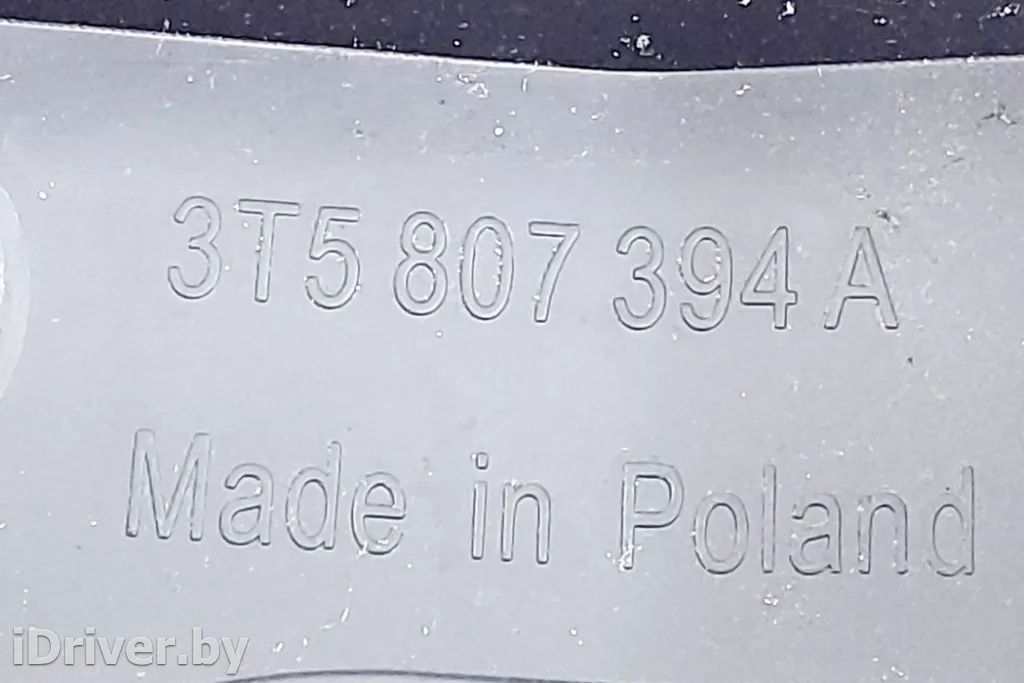 3T5 807 394 A
Made in Poland
iDriver.by